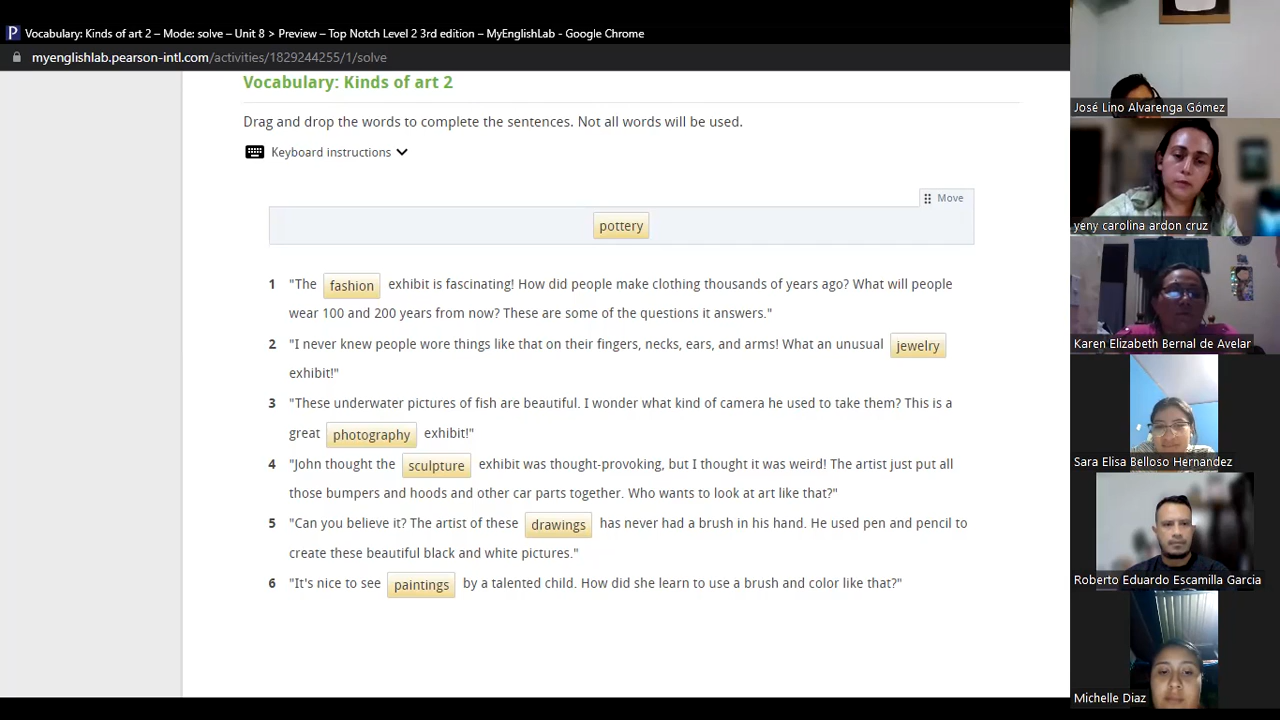 Vocabulary: Kinds of art 2 – Mode: solve – Unit 8 > Preview – Top Notch Level 2 3rd edition – MyEnglishLab - Google Chrome
myenglishlab.pearson-intl.com/activities/1829244255/1/solve
Vocabulary: Kinds of art 2
Drag and drop the words to complete the sentences. Not all words will be used.
Keyboard instructions
Move
pottery
1 "The fashion exhibit is fascinating! How did people make clothing thousands of years ago? What will people
wear 100 and 200 years from now? These are some of the questions it answers."
2 "I never knew people wore things like that on their fingers, necks, ears, and arms! What an unusual jewelry
exhibit!"
3 "These underwater pictures of fish are beautiful. I wonder what kind of camera he used to take them? This is a
great photography exhibit!"
4 "John thought the sculpture exhibit was thought-provoking, but I thought it was weird! The artist just put all
those bumpers and hoods and other car parts together. Who wants to look at art like that?"
5 "Can you believe it? The artist of these drawings has never had a brush in his hand. He used pen and pencil to
create these beautiful black and white pictures."
6 "It's nice to see paintings by a talented child. How did she learn to use a brush and color like that?"
José Lino Alvarenga Gómez
yeny carolina ardon cruz
Karen Elizabeth Bernal de Avelar
Sara Elisa Belloso Hernandez
Roberto Eduardo Escamilla Garcia
Michelle Diaz